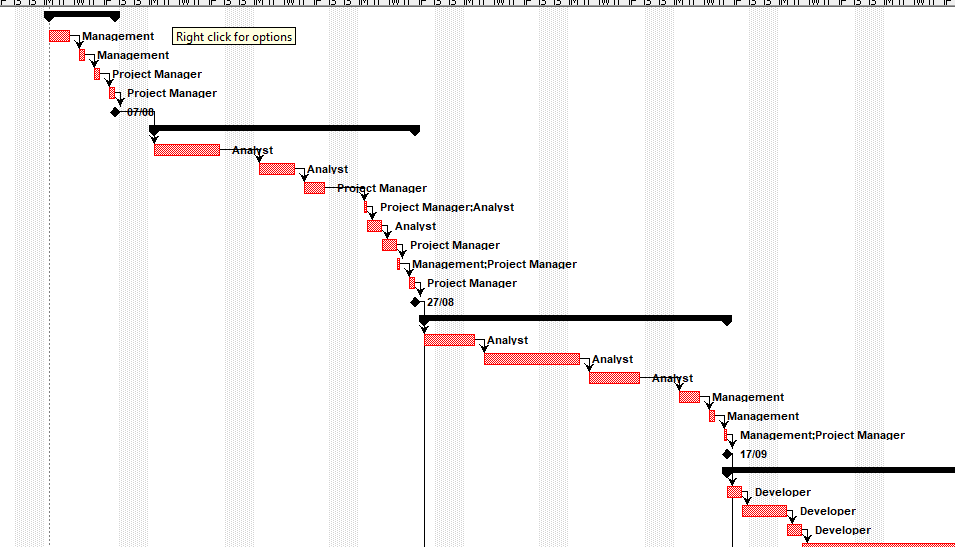 Management
Right click for options
Management
Project Manager
Project Manager
07/08
Analyst
Analyst
Project Manager
Project Manager;Analyst
Analyst
Project Manager
Management;Project Manager
Project Manager
27/08
Analyst
Analyst
Analyst
Management
Management
Management;Project Manager
17/09
Developer
Developer
Developer